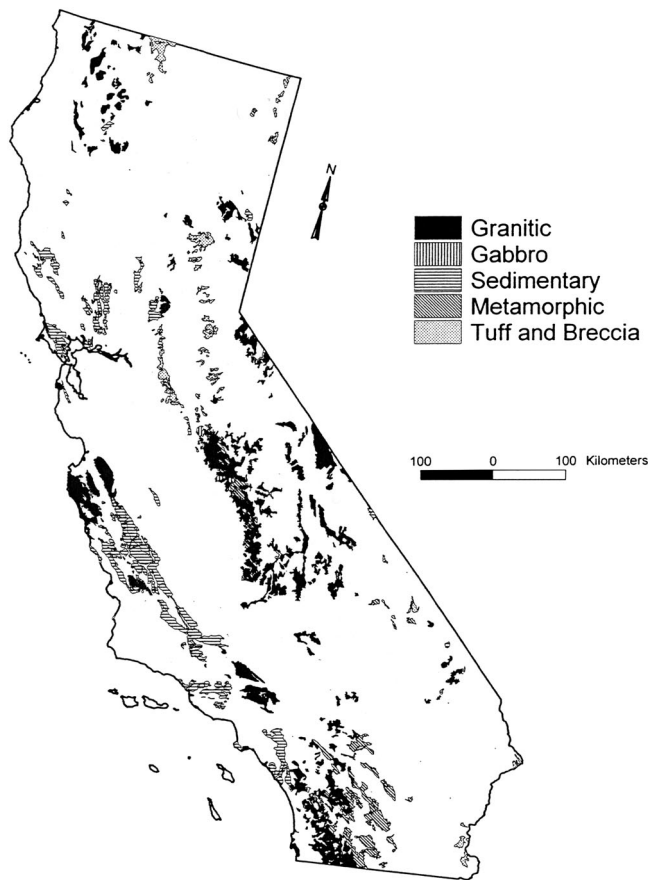 N
Granitic
Gabbro
Sedimentary
Metamorphic
Tuff and Breccia
100 0 100 Kilometers